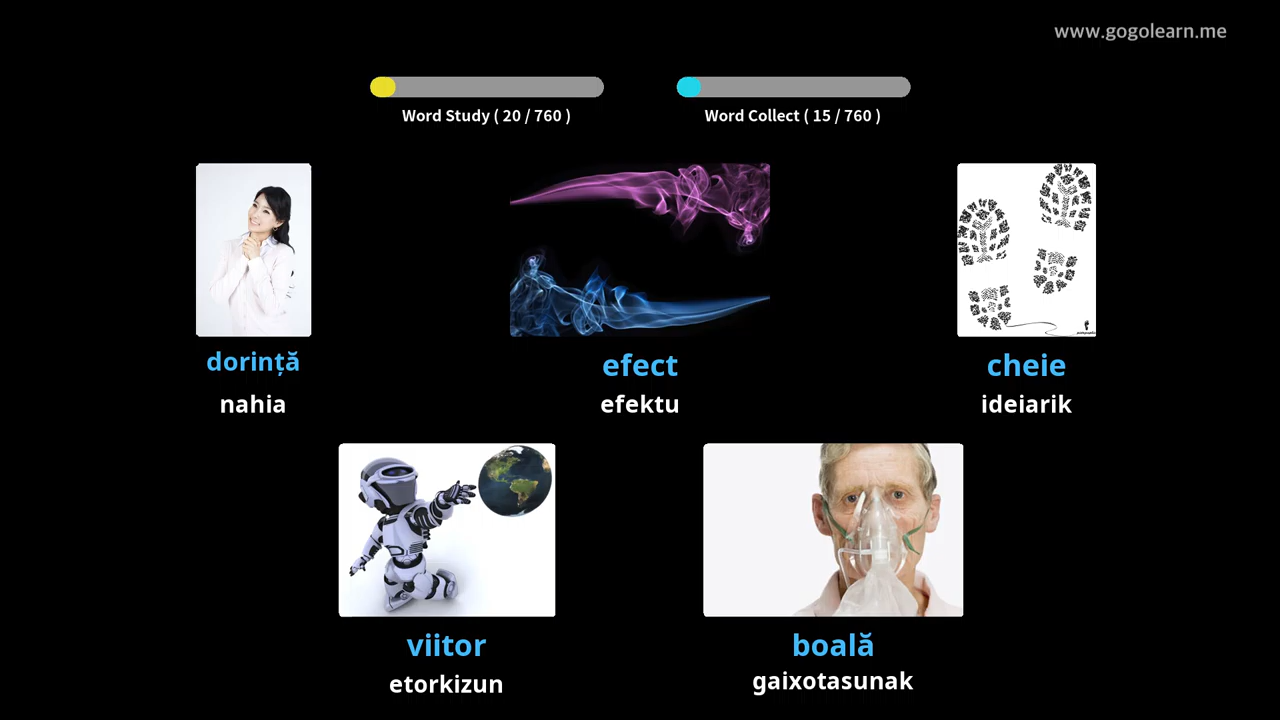 www.gogolearn.me
Word Study ( 20 / 760 )
Word Collect ( 15 / 760 )
dorință
nahia
efect
efektu
cheie
ideiarik
viitor
etorkizun
boală
gaixotasunak